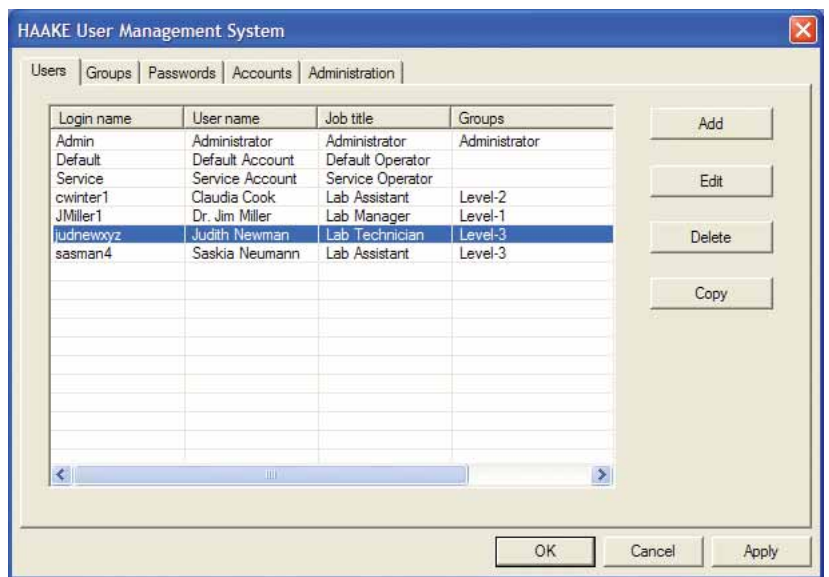 HAAKE User Management System
Users Groups Passwords Accounts Administration
Login name User name Job title Groups
Admin Administrator Administrator Administrator
Default Default Account Default Operator
Service Service Account Service Operator
cwinter1 Claudia Cook Lab Assistant Level-2
JMiller1 Dr. Jim Miller Lab Manager Level-1
judnewxyz Judith Newman Lab Technician Level-3
sasman4 Saskia Neumann Lab Assistant Level-3
Add
Edit
Delete
Copy
OK Cancel Apply